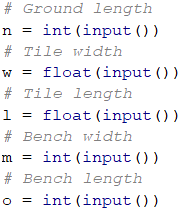 # Ground length
n = int(input())
# Tile width
w = float(input())
# Tile length
l = float(input())
# Bench width
m = int(input())
# Bench length
o = int(input())